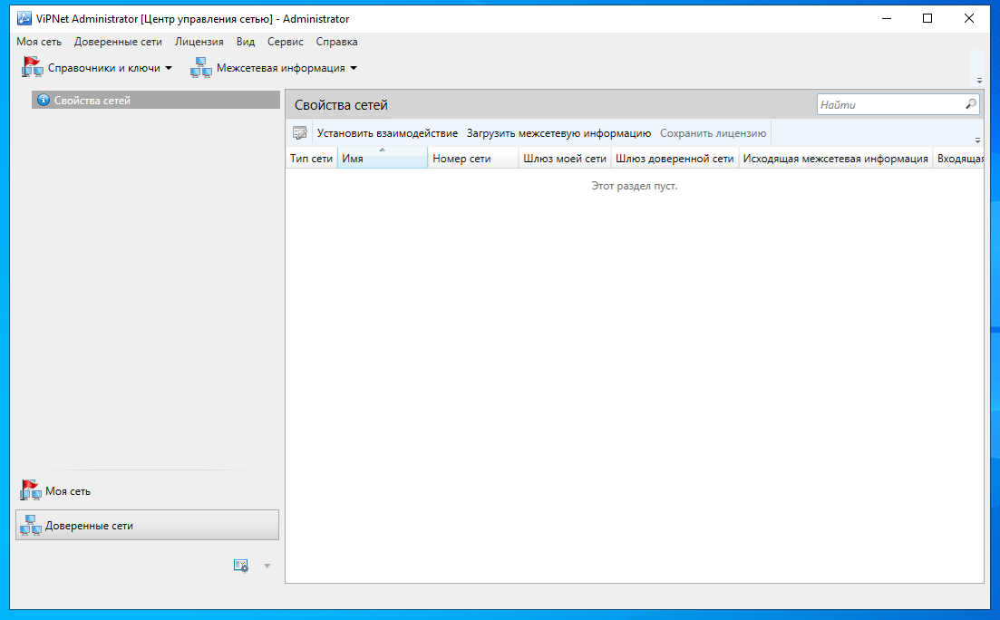 ViPNet Administrator [Центр управления сетью] - Administrator
Моя сеть Доверенные сети Лицензия Вид Сервис Справка
Справочники и ключи Межсетевая информация
Свойства сетей
Свойства сетей Найти
Установить взаимодействие Загрузить межсетевую информацию Сохранить лицензию
Тип сети Имя Номер сети Шлюз моей сети Шлюз доверенной сети Исходящая межсетевая информация Входящая
Этот раздел пуст.
Моя сеть
Доверенные сети